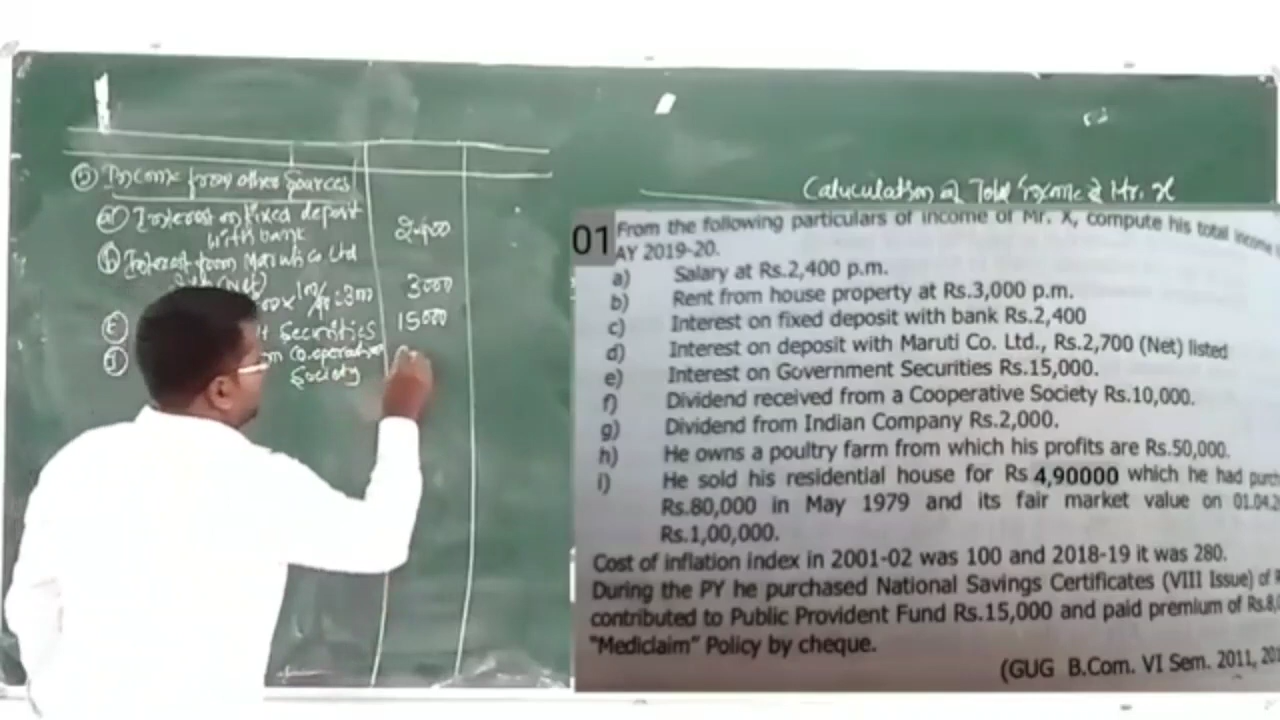 ⑤ Income from other Sources
ⓐ Interest on fixed deposit
with bank 2400
ⓑ Interest from Maruti Co. Ltd
(Net)
3000
Securities 15000
Co.operative
Society
Calculation of Total Income of Mr. X
01 From the following particulars of income of Mr. X, compute his total income
AY 2019-20.
a) Salary at Rs.2,400 p.m.
b) Rent from house property at Rs.3,000 p.m.
c) Interest on fixed deposit with bank Rs.2,400
d) Interest on deposit with Maruti Co. Ltd., Rs.2,700 (Net) listed
e) Interest on Government Securities Rs.15,000.
f) Dividend received from a Cooperative Society Rs.10,000.
g) Dividend from Indian Company Rs.2,000.
h) He owns a poultry farm from which his profits are Rs.50,000.
i) He sold his residential house for Rs 4,90000 which he had purch
Rs.80,000 in May 1979 and its fair market value on 01.04.2
Rs.1,00,000.
Cost of inflation index in 2001-02 was 100 and 2018-19 it was 280.
During the PY he purchased National Savings Certificates (VIII Issue) of
contributed to Public Provident Fund Rs.15,000 and paid premium of Rs.8,
"Mediclaim" Policy by cheque.
(GUG B.Com. VI Sem. 2011, 201